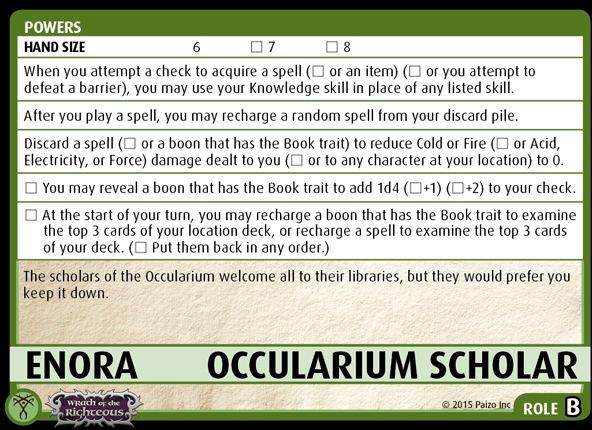 POWERS
HAND SIZE 6 ☐ 7 ☐ 8
When you attempt a check to acquire a spell (☐ or an item) (☐ or you attempt to
defeat a barrier), you may use your Knowledge skill in place of any listed skill.
After you play a spell, you may recharge a random spell from your discard pile.
Discard a spell (☐ or a boon that has the Book trait) to reduce Cold or Fire (☐ or Acid,
Electricity, or Force) damage dealt to you (☐ or to any character at your location) to 0.
☐ You may reveal a boon that has the Book trait to add 1d4 (☐+1) (☐+2) to your check.
☐ At the start of your turn, you may recharge a boon that has the Book trait to examine
the top 3 cards of your location deck, or recharge a spell to examine the top 3 cards
of your deck. (☐ Put them back in any order.)
The scholars of the Occularium welcome all to their libraries, but they would prefer you
keep it down.
ENORA OCCULARIUM SCHOLAR
Wrath of the
Righteous
© 2015 Paizo Inc
ROLE B